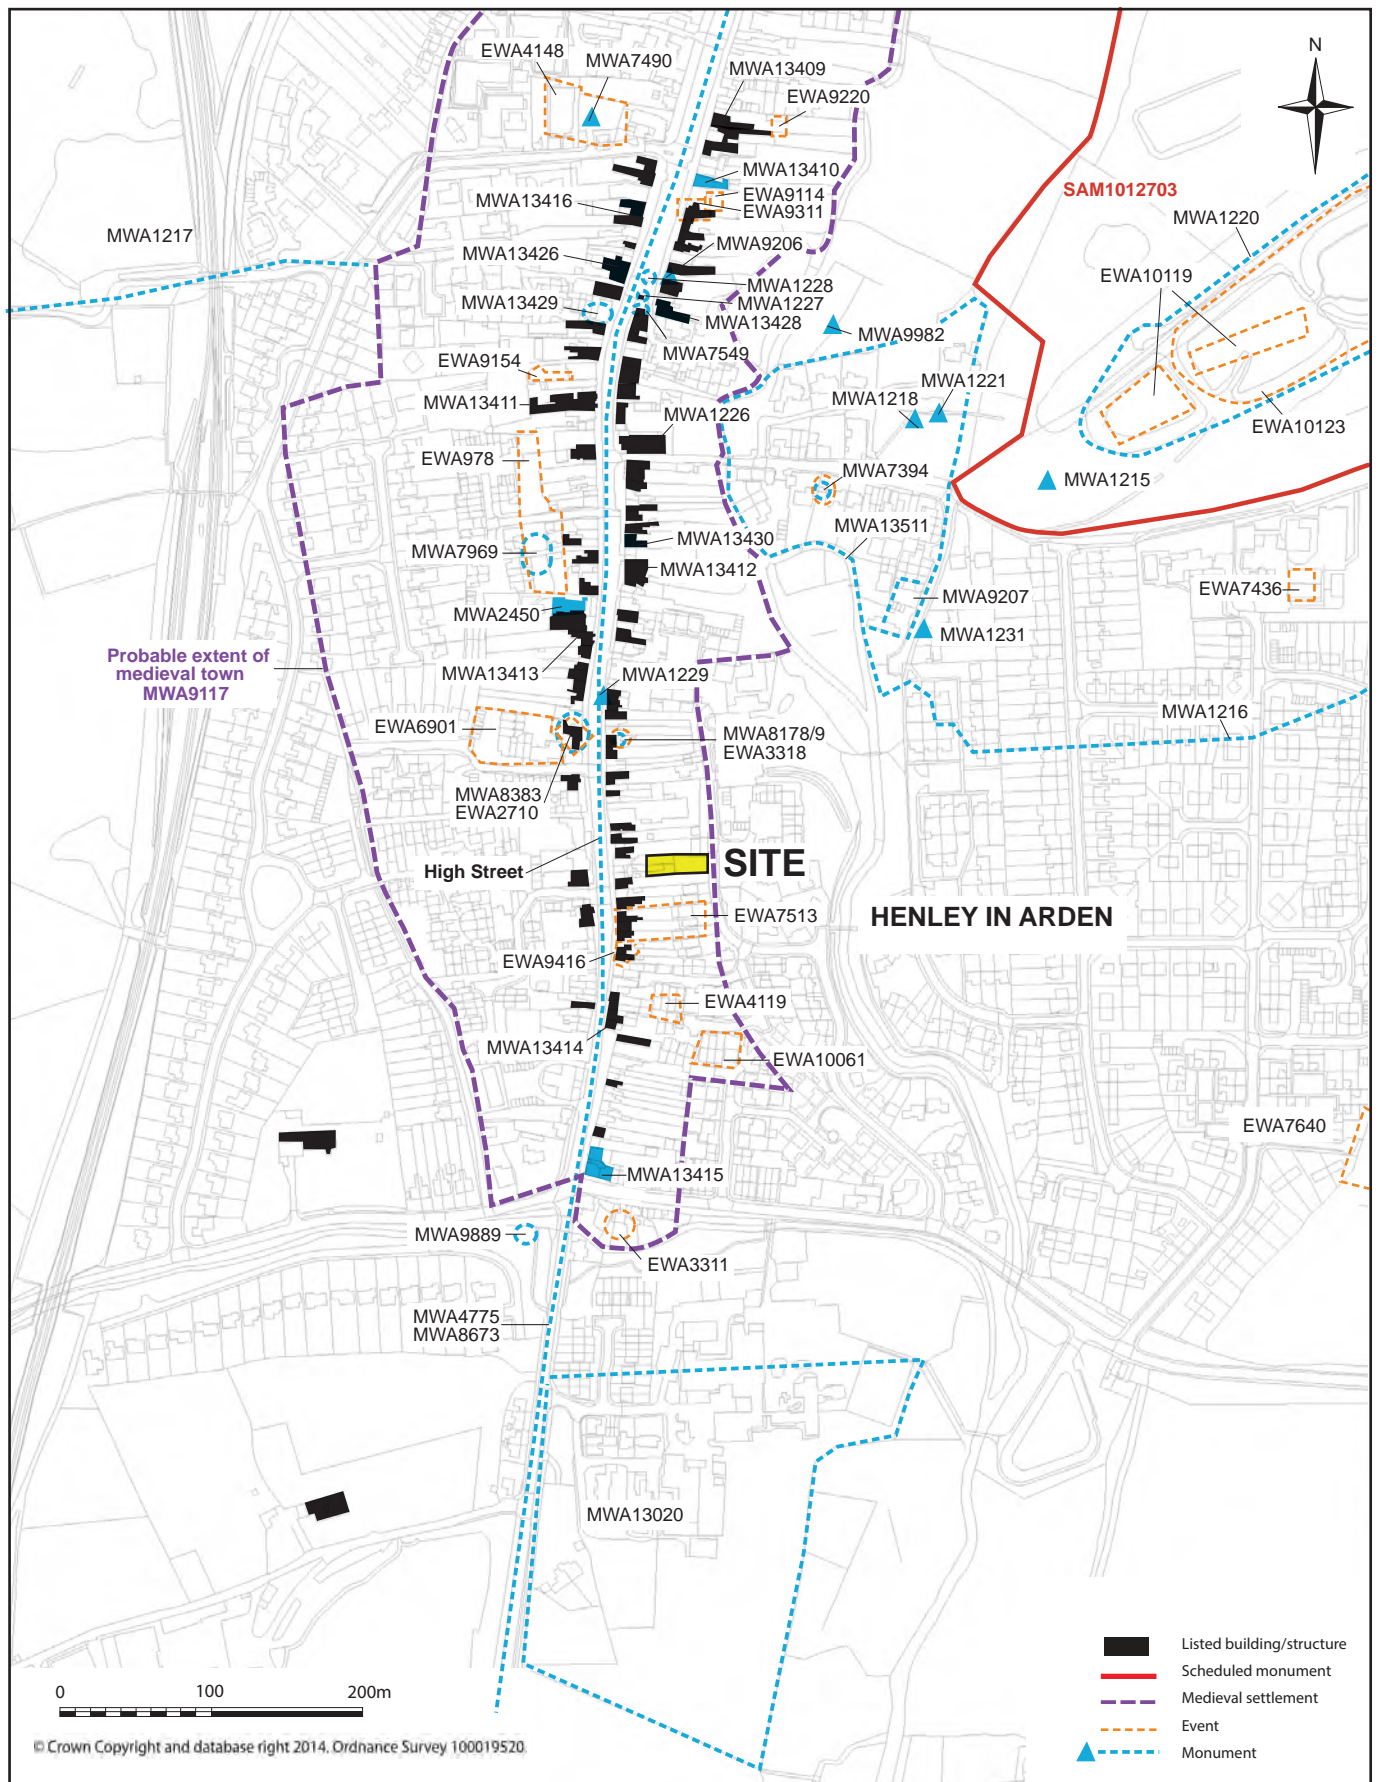 EWA4148
MWA7490
N
MWA13409
EWA9220
MWA13410
SAM1012703
EWA9114
MWA13416
EWA9311
MWA1220
MWA1217
MWA9206
MWA13426
EWA10119
MWA1228
MWA13429
MWA1227
MWA13428
MWA9982
MWA7549
EWA9154
MWA1221
MWA13411
MWA1218
MWA1226
EWA10123
EWA978
MWA7394
MWA1215
MWA13511
MWA13430
MWA7969
MWA13412
EWA7436
MWA9207
MWA2450
MWA1231
Probable extent of
medieval town
MWA9117
MWA13413
MWA1229
MWA1216
EWA6901
MWA8178/9
EWA3318
MWA8383
EWA2710
SITE
High Street
EWA7513
HENLEY IN ARDEN
EWA9416
EWA4119
MWA13414
EWA10061
EWA7640
MWA13415
MWA9889
EWA3311
MWA4775
MWA8673
MWA13020
Listed building/structure
Scheduled monument
Medieval settlement
Event
Monument
0 100 200m
© Crown Copyright and database right 2014. Ordnance Survey 100019520